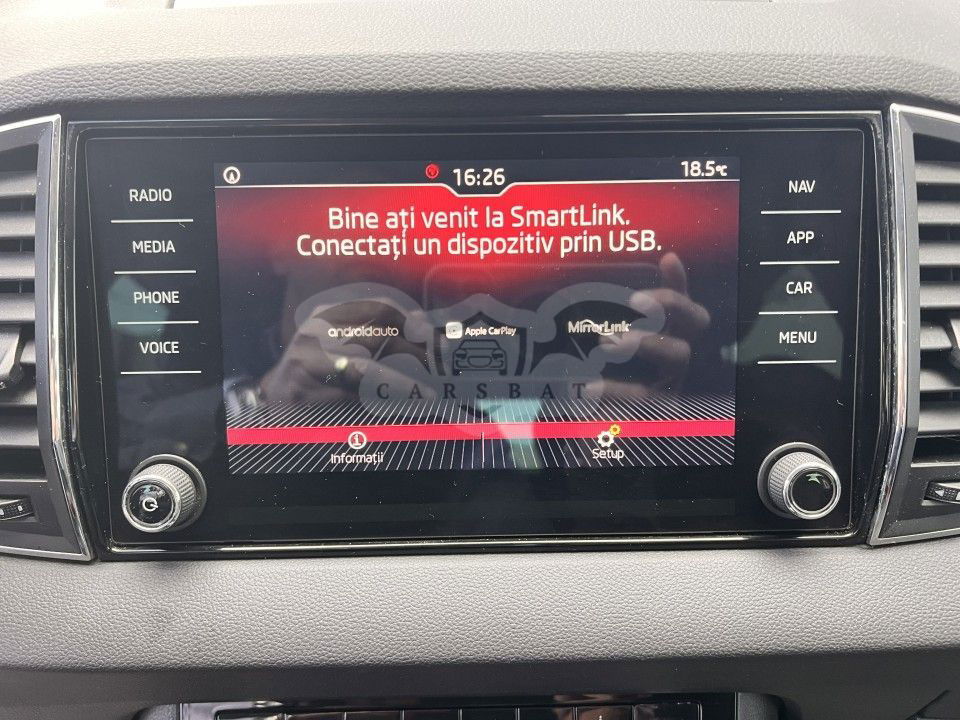 16:26
18.5°C
RADIO
MEDIA
PHONE
VOICE
Bine ați venit la SmartLink.
Conectați un dispozitiv prin USB.
androidauto
Apple CarPlay
MirrorLink
CARSBAT
Informații
Setup
NAV
APP
CAR
MENU